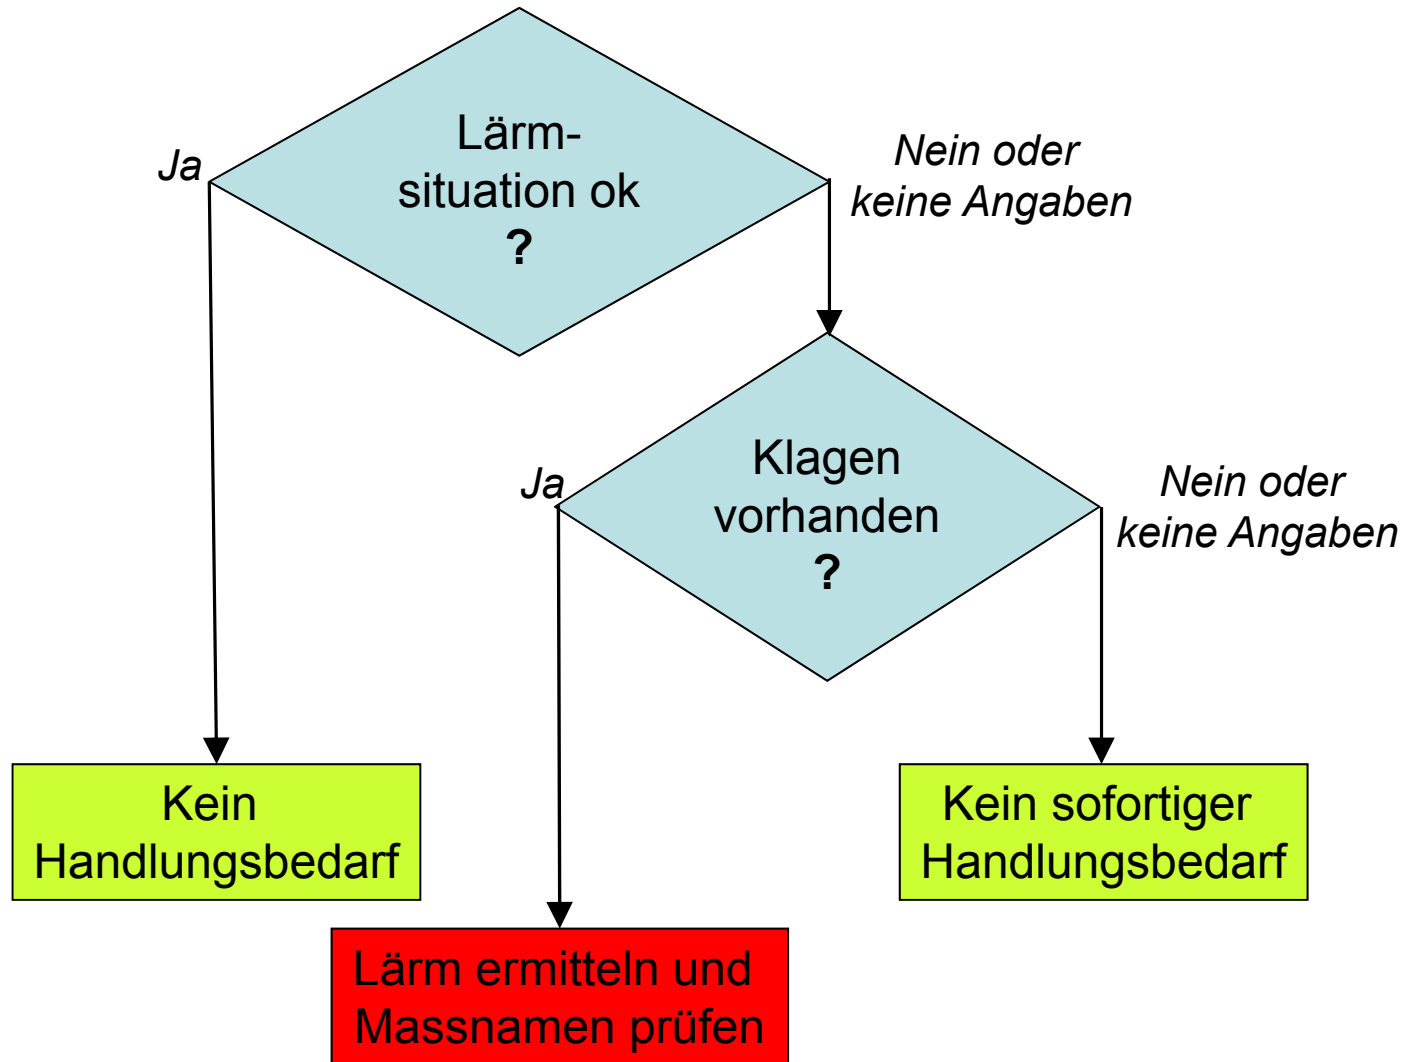 Lärm-
situation ok
?
Ja
Nein oder
keine Angaben
Klagen
vorhanden
?
Ja
Nein oder
keine Angaben
Kein
Handlungsbedarf
Kein sofortiger
Handlungsbedarf
Lärm ermitteln und
Massnamen prüfen